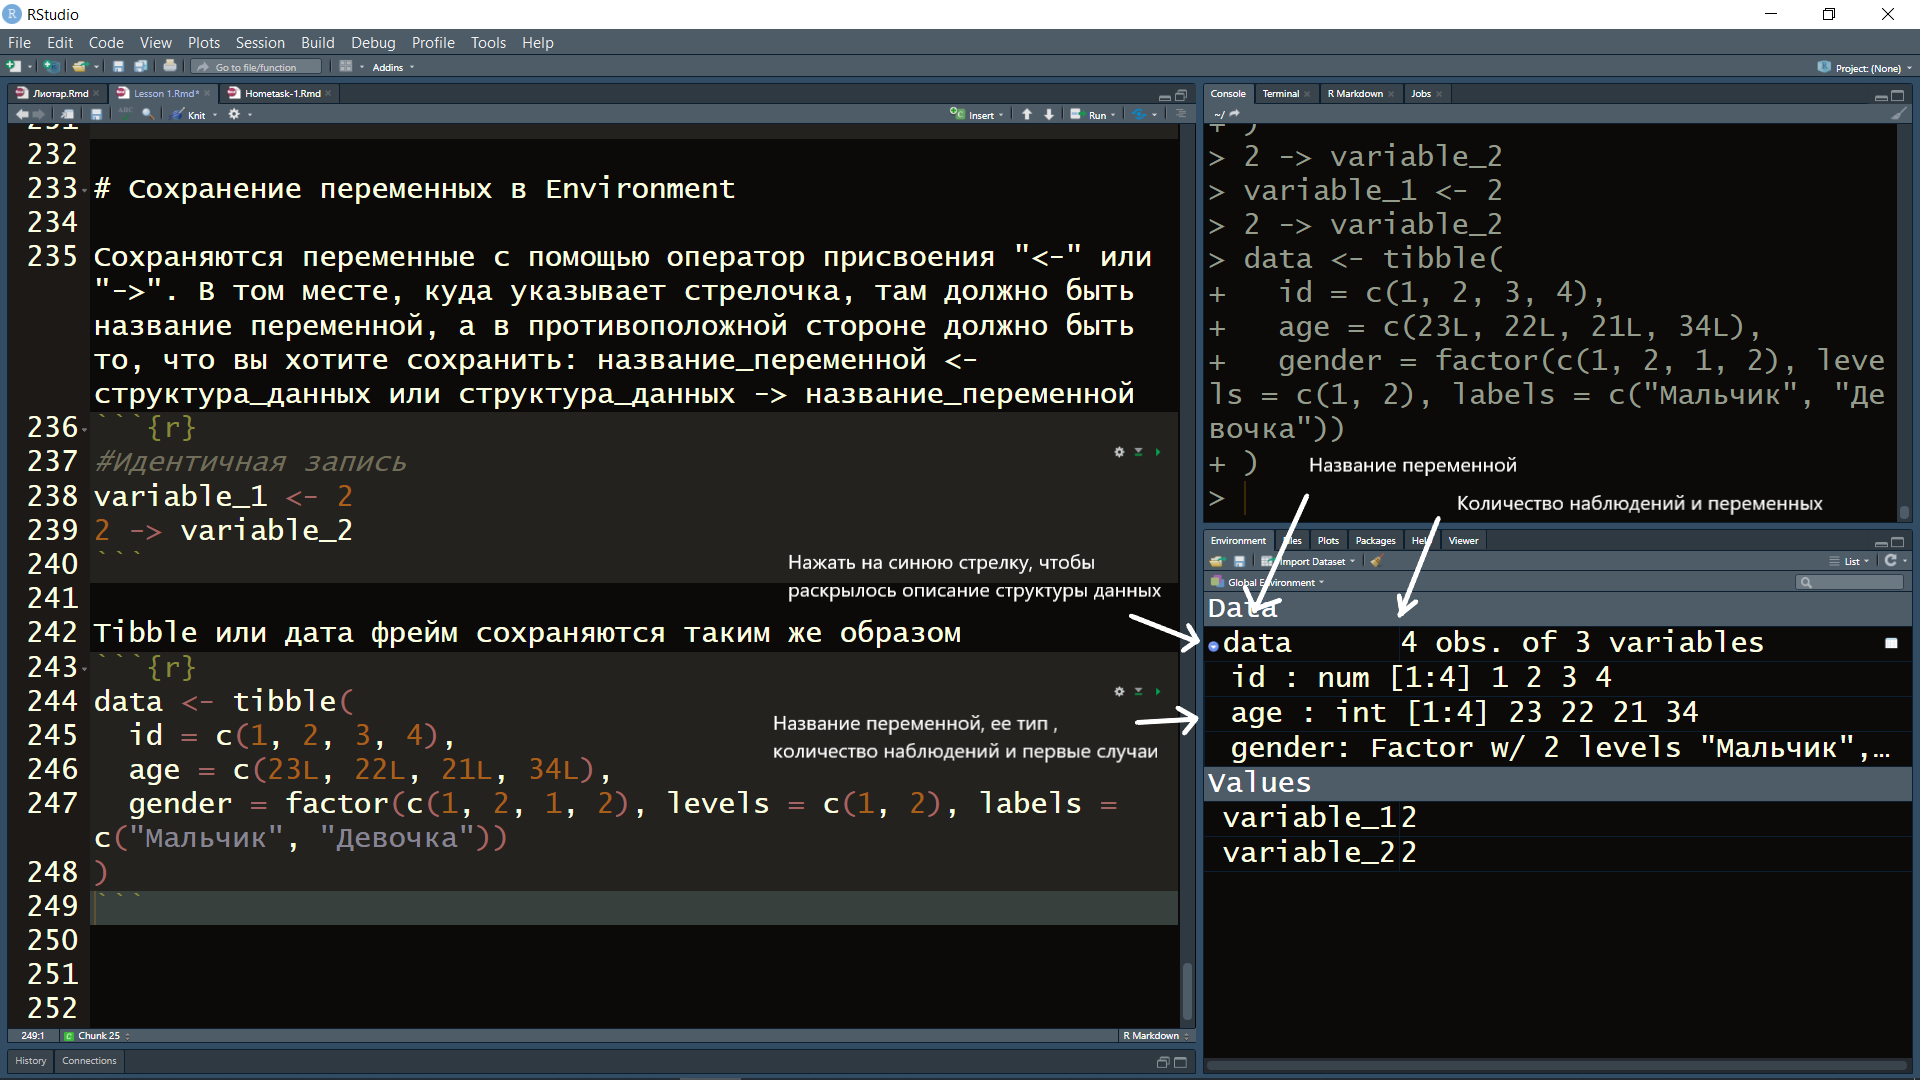 RStudio
File Edit Code View Plots Session Build Debug Profile Tools Help
Go to file/function Addins Project: (None)
Лиотар.Rmd Lesson 1.Rmd* Hometask-1.Rmd
ABC Knit Insert Run
231
232
233 # Сохранение переменных в Environment
234
235 Сохраняются переменные с помощью оператор присвоения "<-" или
"->". В том месте, куда указывает стрелочка, там должно быть
название переменной, а в противоположной стороне должно быть
то, что вы хотите сохранить: название_переменной <-
структура_данных или структура_данных -> название_переменной
236 ```{r}
237 #Идентичная запись
238 variable_1 <- 2
239 2 -> variable_2
240 ```
241
242 Tibble или дата фрейм сохраняются таким же образом
243 ```{r}
244 data <- tibble(
245 id = c(1, 2, 3, 4),
246 age = c(23L, 22L, 21L, 34L),
247 gender = factor(c(1, 2, 1, 2), levels = c(1, 2), labels =
c("Мальчик", "Девочка"))
248 )
249 ```
250
251
252
Нажать на синюю стрелку, чтобы
раскрылось описание структуры данных
Название переменной, ее тип ,
количество наблюдений и первые случаи
249:1 Chunk 25 R Markdown
History Connections
Console Terminal R Markdown Jobs
~/
+ )
> 2 -> variable_2
> variable_1 <- 2
> 2 -> variable_2
> data <- tibble(
+ id = c(1, 2, 3, 4),
+ age = c(23L, 22L, 21L, 34L),
+ gender = factor(c(1, 2, 1, 2), leve
ls = c(1, 2), labels = c("Мальчик", "Де
вочка"))
+ )
>
Название переменной
Количество наблюдений и переменных
Environment Files Plots Packages Help Viewer
Import Dataset List
Global Environment
Data
data 4 obs. of 3 variables
id : num [1:4] 1 2 3 4
age : int [1:4] 23 22 21 34
gender: Factor w/ 2 levels "Мальчик",…
Values
variable_1 2
variable_2 2